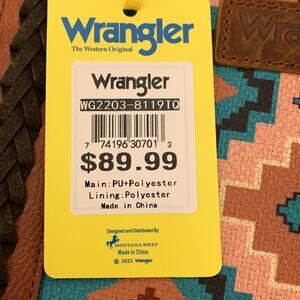 Wrangler
The Western Original
Wrangler
WG2203-8119TQ
7 74196 30701 3
$89.99
Main:PU+Polyester
Lining:Polyester
Made in China
Designed and Distributed By
MONTANA WEST
Made in China
© 2023 Wrangler
Wra